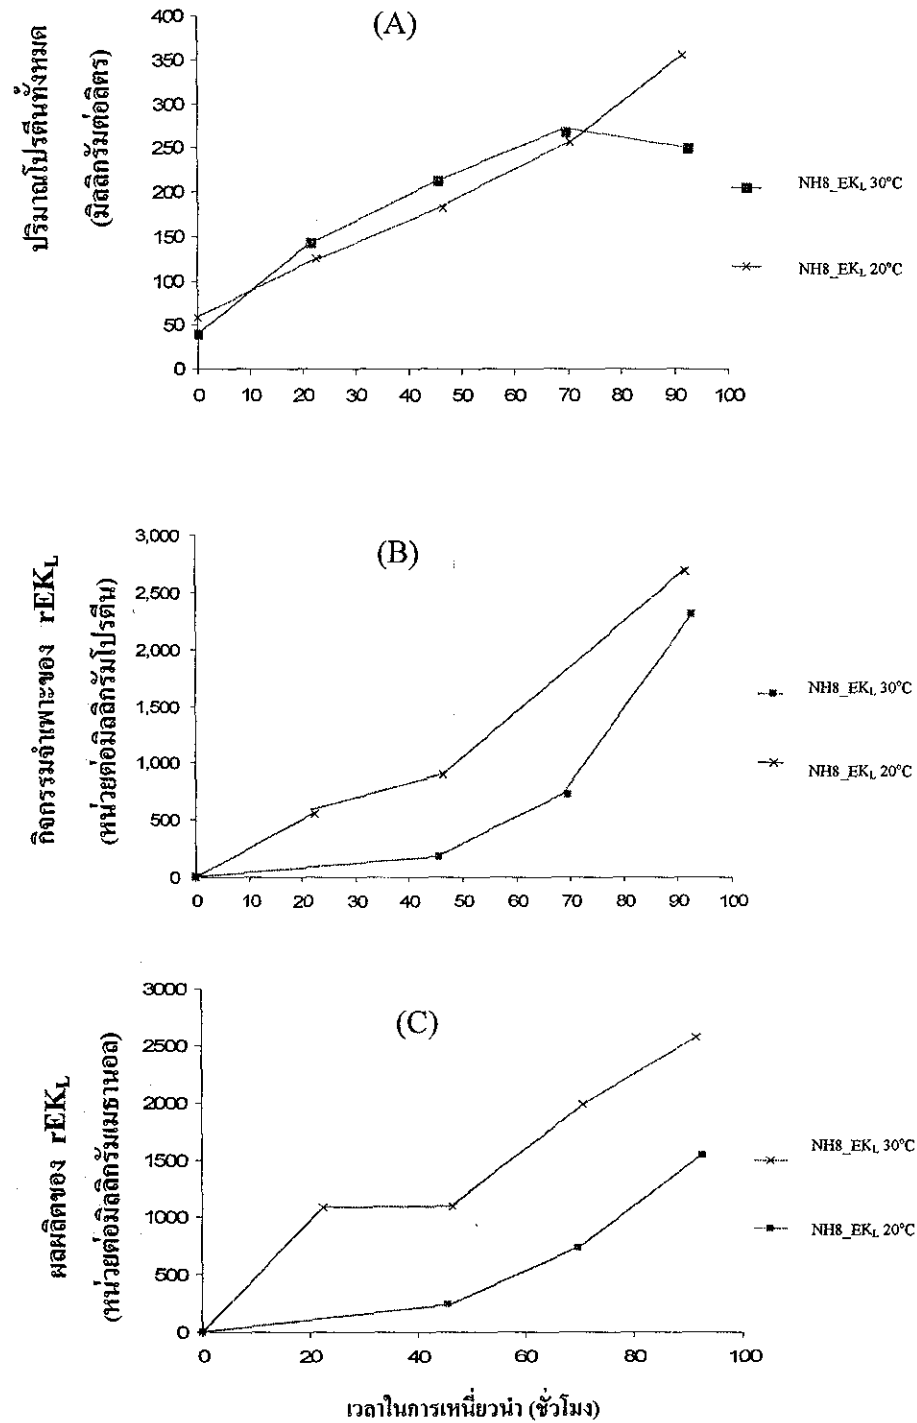 (A)
ปริมาณโปรตีนทั้งหมด
(มิลลิกรัมต่อลิตร)
400
350
300
250
200
150
100
50
0
0 10 20 30 40 50 60 70 80 90 100
NH8_EKL 30°C
NH8_EKL 20°C
(B)
กิจกรรมจำเพาะของ rEKL
(หน่วยต่อมิลลิกรัมโปรตีน)
3,000
2,500
2,000
1,500
1,000
500
0
0 10 20 30 40 50 60 70 80 90 100
NH8_EKL 30°C
NH8_EKL 20°C
(C)
ผลผลิตของ rEKL
(หน่วยต่อมิลลิกรัมเมธานอล)
3000
2500
2000
1500
1000
500
0
0 20 40 60 80 100
NH8_EKL 30°C
NH8_EKL 20°C
เวลาในการเหนี่ยวนำ (ชั่วโมง)